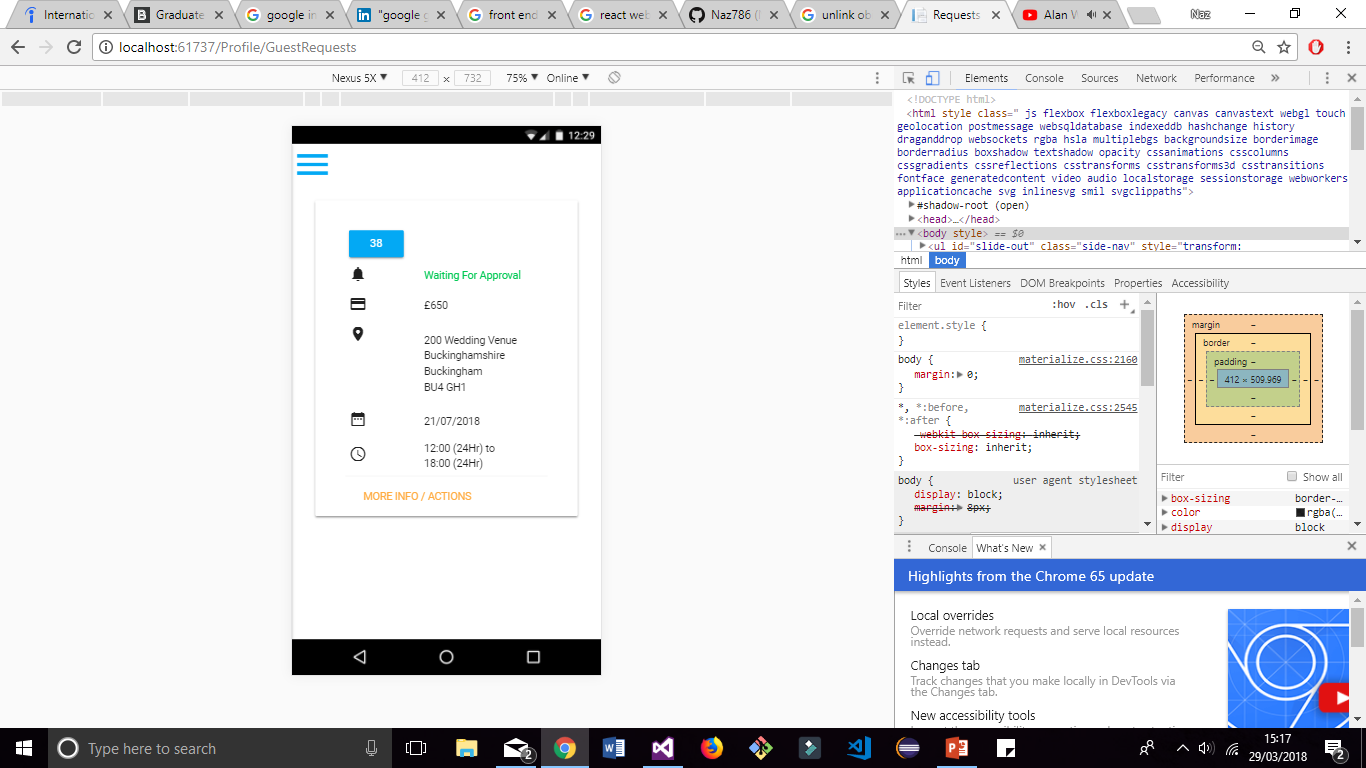 Internatio
Graduate
google in
"google g
front end
react web
Naz786 (
unlink ob
Requests
Alan W
Naz
localhost:61737/Profile/GuestRequests
Nexus 5X 412 x 732 75% Online
Elements Console Sources Network Performance »
12:29
38
Waiting For Approval
£650
200 Wedding Venue
Buckinghamshire
Buckingham
BU4 GH1
21/07/2018
12:00 (24Hr) to
18:00 (24Hr)
MORE INFO / ACTIONS
<!DOCTYPE html>
<html style class=" js flexbox flexboxlegacy canvas canvastext webgl touch
geolocation postmessage websqldatabase indexeddb hashchange history
draganddrop websockets rgba hsla multiplebgs backgroundsize borderimage
borderradius boxshadow textshadow opacity cssanimations csscolumns
cssgradients cssreflections csstransforms csstransforms3d csstransitions
fontface generatedcontent video audio localstorage sessionstorage webworkers
applicationcache svg inlinesvg smil svgclippaths">
#shadow-root (open)
<head>…</head>
<body style> == $0
<ul id="slide-out" class="side-nav" style="transform:
html body
Styles Event Listeners DOM Breakpoints Properties Accessibility
Filter :hov .cls +
element.style {
}
body { materialize.css:2160
margin: 0;
}
*, *:before, materialize.css:2545
*:after {
-webkit-box-sizing: inherit;
box-sizing: inherit;
}
body { user agent stylesheet
display: block;
margin: 8px;
}
margin –
border –
padding –
– – – 412 × 509.969 – – –
–
–
–
Filter Show all
box-sizing border-…
color rgba(…
display block
Console What's New
Highlights from the Chrome 65 update
Local overrides
Override network requests and serve local resources
instead.
Changes tab
Track changes that you make locally in DevTools via
the Changes tab.
New accessibility tools
Type here to search
2
15:17
29/03/2018
2